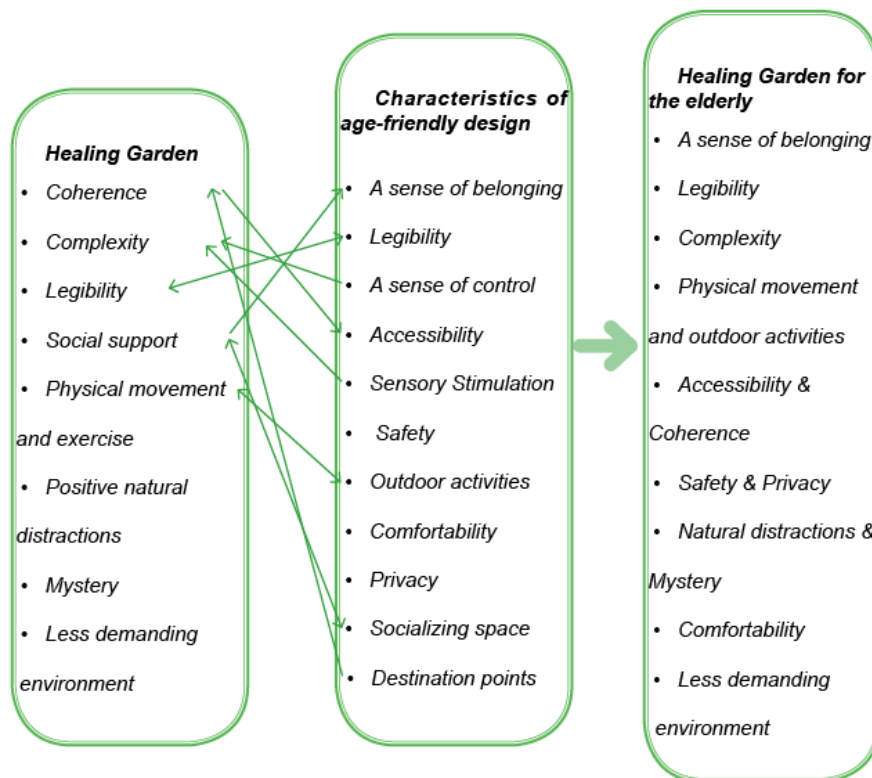 Healing Garden
• Coherence
• Complexity
• Legibility
• Social support
• Physical movement
and exercise
• Positive natural
distractions
• Mystery
• Less demanding
environment
Characteristics of
age-friendly design
• A sense of belonging
• Legibility
• A sense of control
• Accessibility
• Sensory Stimulation
• Safety
• Outdoor activities
• Comfortability
• Privacy
• Socializing space
• Destination points
Healing Garden for
the elderly
• A sense of belonging
• Legibility
• Complexity
• Physical movement
and outdoor activities
• Accessibility &
Coherence
• Safety & Privacy
• Natural distractions &
Mystery
• Comfortability
• Less demanding
environment